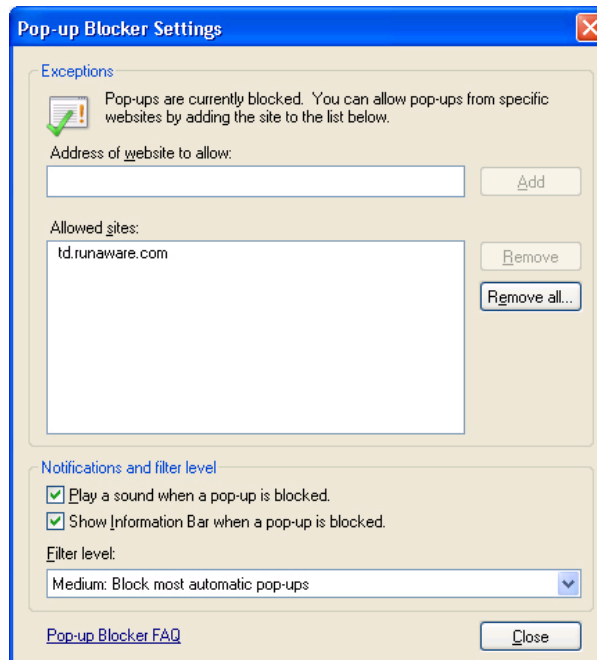 Pop-up Blocker Settings
Exceptions
Pop-ups are currently blocked. You can allow pop-ups from specific
websites by adding the site to the list below.
Address of website to allow:
Add
Allowed sites:
td.runaware.com
Remove
Remove all...
Notifications and filter level
Play a sound when a pop-up is blocked.
Show Information Bar when a pop-up is blocked.
Filter level:
Medium: Block most automatic pop-ups
Pop-up Blocker FAQ
Close